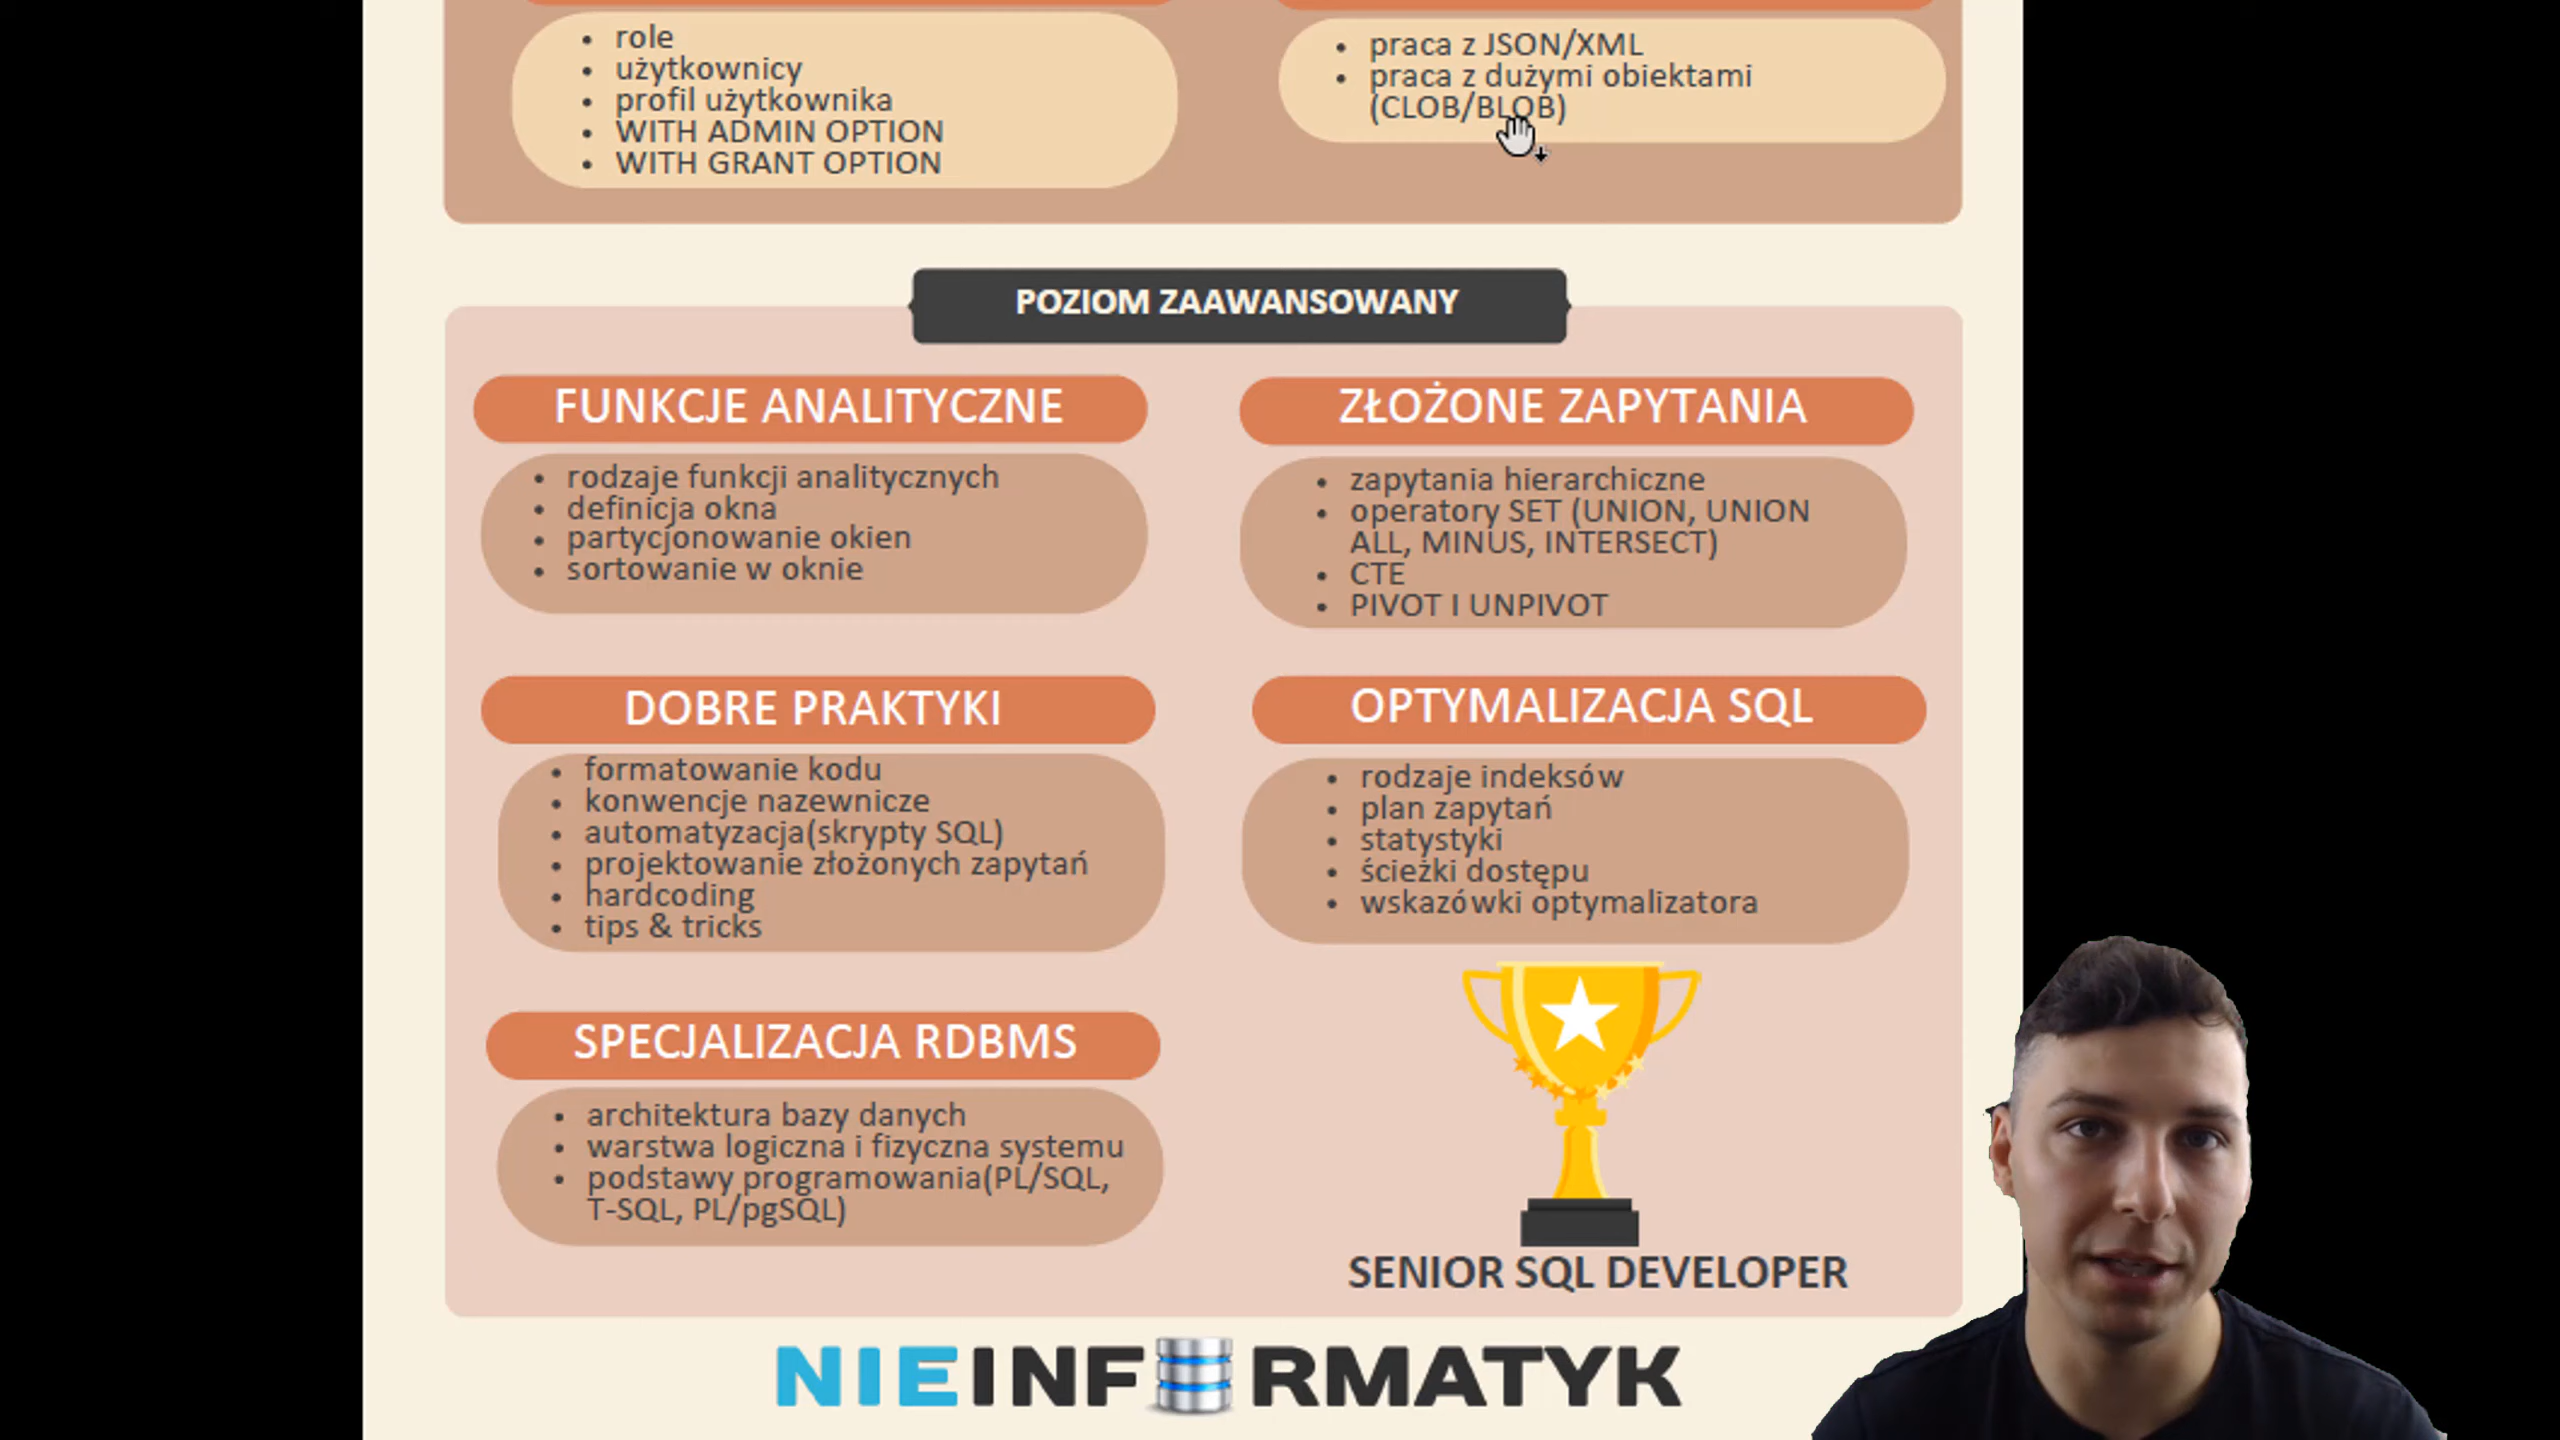 role
użytkownicy
profil użytkownika
WITH ADMIN OPTION
WITH GRANT OPTION
praca z JSON/XML
praca z dużymi obiektami
(CLOB/BLOB)
POZIOM ZAAWANSOWANY
FUNKCJE ANALITYCZNE
rodzaje funkcji analitycznych
definicja okna
partycjonowanie okien
sortowanie w oknie
ZŁOŻONE ZAPYTANIA
zapytania hierarchiczne
operatory SET (UNION, UNION
ALL, MINUS, INTERSECT)
CTE
PIVOT I UNPIVOT
DOBRE PRAKTYKI
formatowanie kodu
konwencje nazewnicze
automatyzacja(skrypty SQL)
projektowanie złożonych zapytań
hardcoding
tips & tricks
OPTYMALIZACJA SQL
rodzaje indeksów
plan zapytań
statystyki
ścieżki dostępu
wskazówki optymalizatora
SPECJALIZACJA RDBMS
architektura bazy danych
warstwa logiczna i fizyczna systemu
podstawy programowania(PL/SQL,
T-SQL, PL/pgSQL)
SENIOR SQL DEVELOPER
NIEINFORMATYK